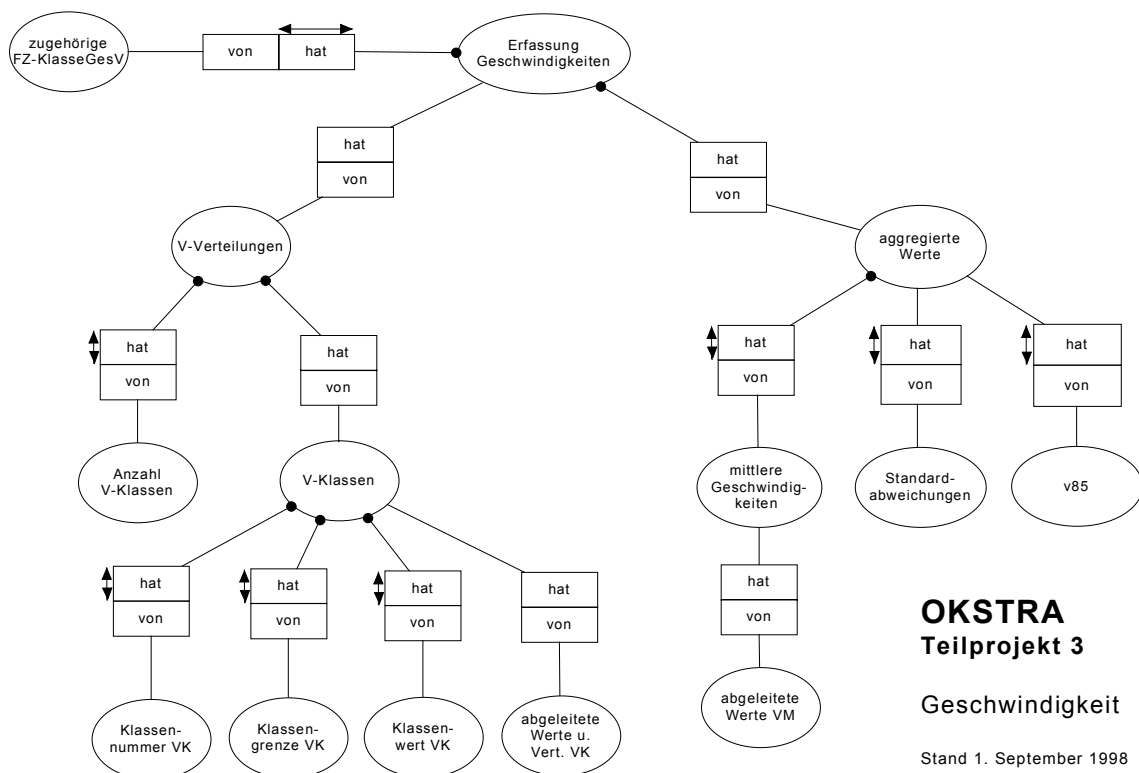 zugehörige
FZ-KlasseGesV
von
hat
Erfassung
Geschwindigkeiten
hat
von
hat
von
V-Verteilungen
aggregierte
Werte
hat
von
hat
von
hat
von
hat
von
hat
von
Anzahl
V-Klassen
V-Klassen
mittlere
Geschwindig-
keiten
Standard-
abweichungen
v85
hat
von
hat
von
hat
von
hat
von
hat
von
Klassen-
nummer VK
Klassen-
grenze VK
Klassen-
wert VK
abgeleitete
Werte u.
Vert. VK
abgeleitete
Werte VM
OKSTRA
Teilprojekt 3
Geschwindigkeit
Stand 1. September 1998